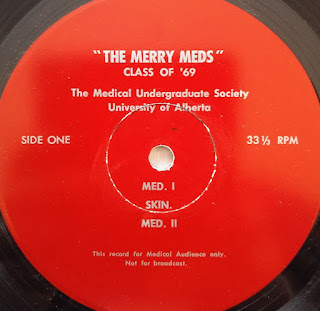 "THE MERRY MEDS"
CLASS OF '69
The Medical Undergraduate Society
University of Alberta
SIDE ONE 33 ⅓ RPM
MED. I
SKIN.
MED. II
This record for Medical Audience only.
Not for broadcast.